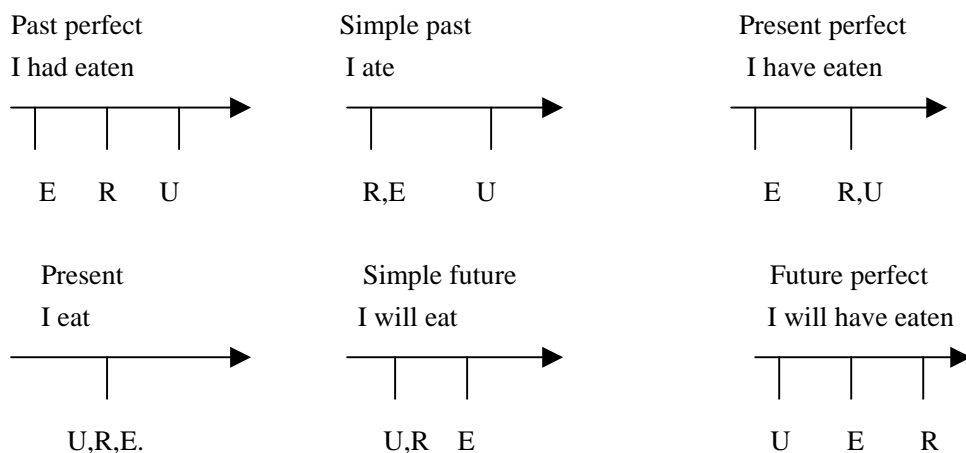 Past perfect
I had eaten
E R U
Simple past
I ate
R,E U
Present perfect
I have eaten
E R,U
Present
I eat
U,R,E.
Simple future
I will eat
U,R E
Future perfect
I will have eaten
U E R